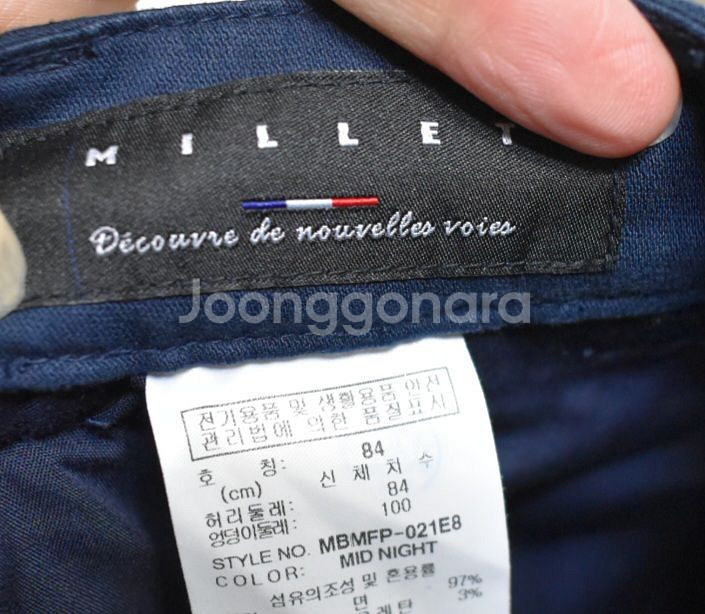 MILLET
Découvre de nouvelles voies
Joonggonara
전기용품 및 생활용품 안전
관리법에 의한 품질표시
호 칭: 84
(cm) 신 체 치 수
허리둘레: 84
엉덩이둘레: 100
STYLE NO. MBMFP-021E8
COLOR: MID NIGHT
섬유의조성 및 혼용률
면 97%
3%